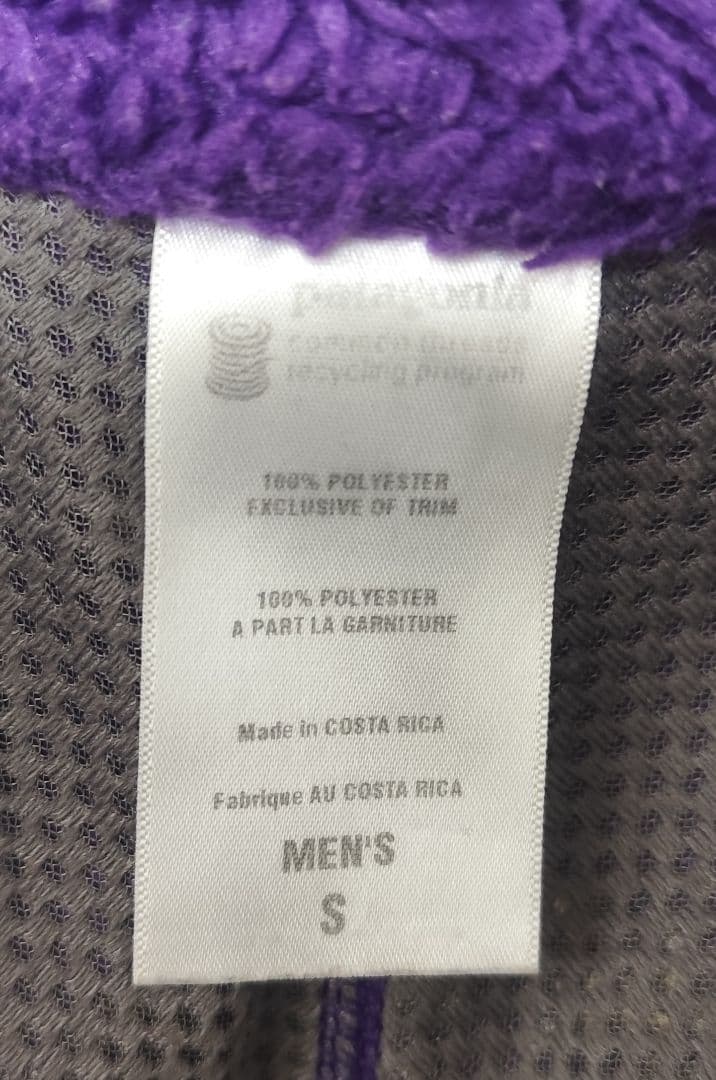 patagonia
common threads
recycling program
100% POLYESTER
EXCLUSIVE OF TRIM
100% POLYESTER
A PART LA GARNITURE
Made in COSTA RICA
Fabrique AU COSTA RICA
MEN'S
S